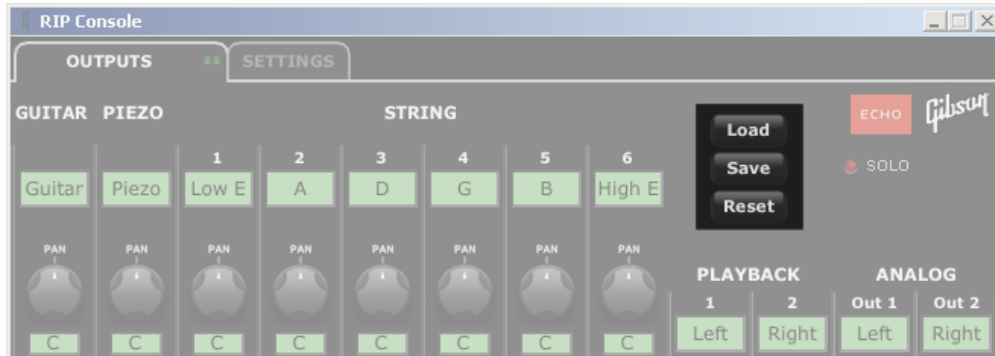 RIP Console
OUTPUTS SETTINGS
GUITAR PIEZO STRING
ECHO Gibson
Load
Save
Reset
SOLO
1 2 3 4 5 6
Guitar Piezo Low E A D G B High E
PAN PAN PAN PAN PAN PAN PAN PAN
C C C C C C C C
PLAYBACK ANALOG
1 2 Out 1 Out 2
Left Right Left Right